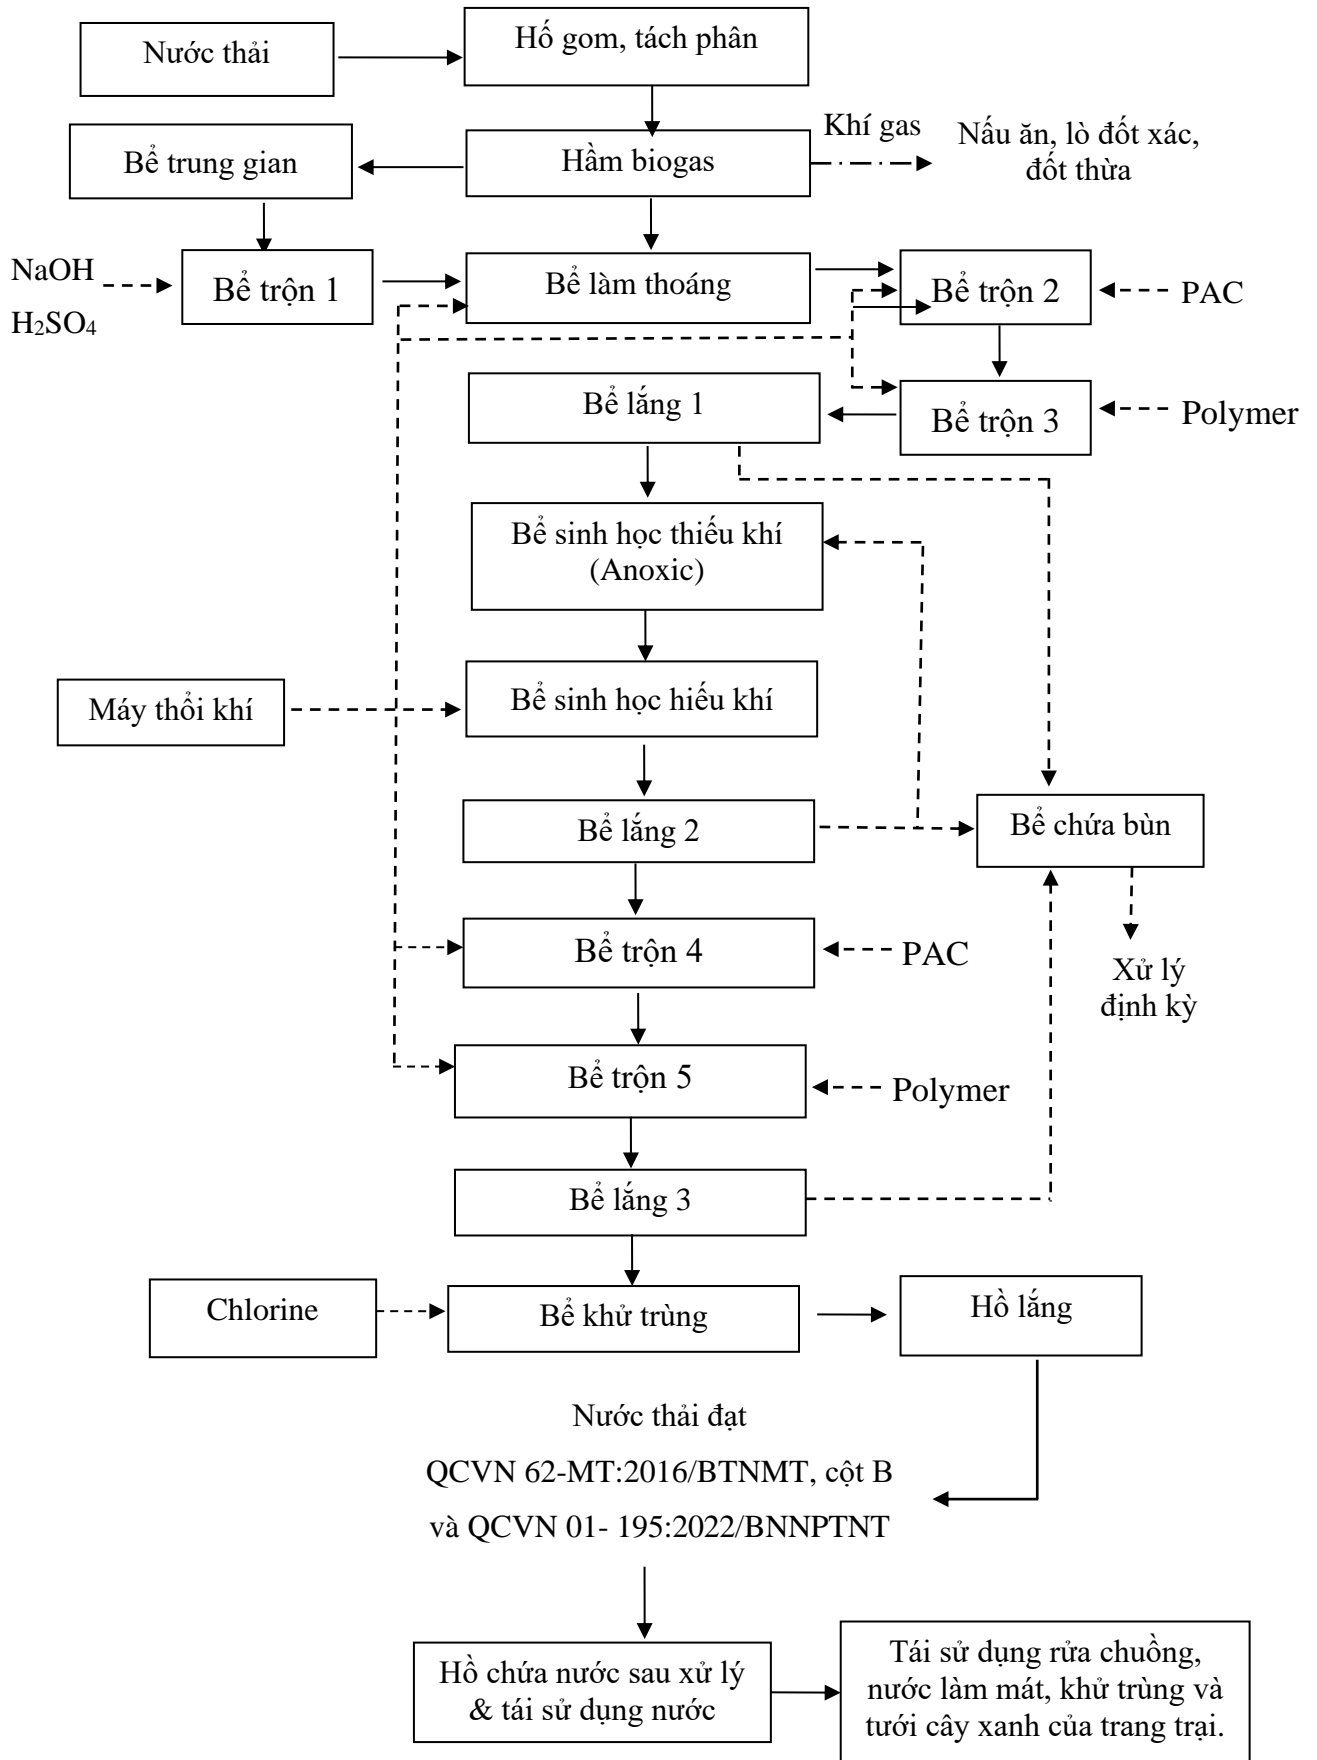 Nước thải
Hố gom, tách phân
Khí gas
Nấu ăn, lò đốt xác,
đốt thừa
Bể trung gian
Hầm biogas
NaOH
H₂SO₄
Bể trộn 1
Bể làm thoáng
Bể trộn 2
PAC
Bể lắng 1
Bể trộn 3
Polymer
Bể sinh học thiếu khí
(Anoxic)
Máy thổi khí
Bể sinh học hiếu khí
Bể lắng 2
Bể chứa bùn
Bể trộn 4
PAC
Xử lý
định kỳ
Bể trộn 5
Polymer
Bể lắng 3
Chlorine
Bể khử trùng
Hồ lắng
Nước thải đạt
QCVN 62-MT:2016/BTNMT, cột B
và QCVN 01- 195:2022/BNNPTNT
Hồ chứa nước sau xử lý
& tái sử dụng nước
Tái sử dụng rửa chuồng,
nước làm mát, khử trùng và
tưới cây xanh của trang trại.